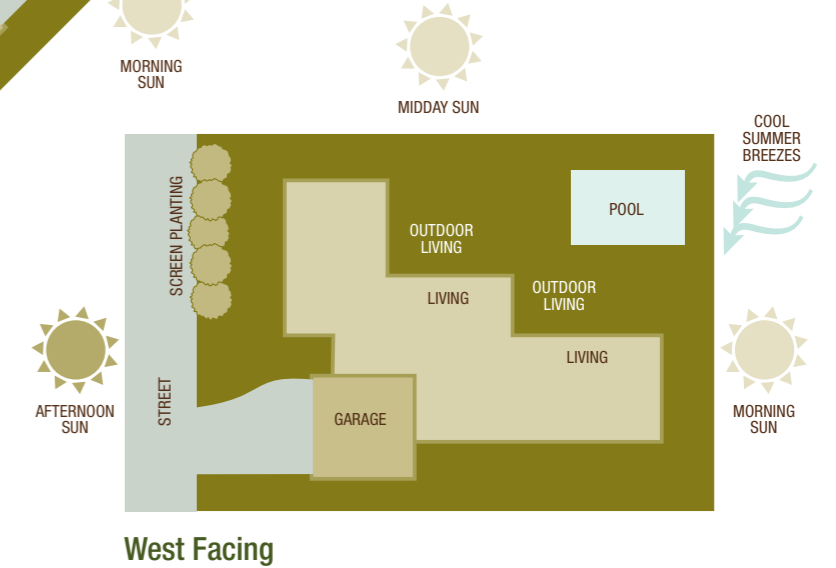 MORNING
SUN
MIDDAY SUN
COOL
SUMMER
BREEZES
SCREEN PLANTING
POOL
OUTDOOR
LIVING
OUTDOOR
LIVING
LIVING
LIVING
AFTERNOON
SUN
STREET
GARAGE
MORNING
SUN
West Facing